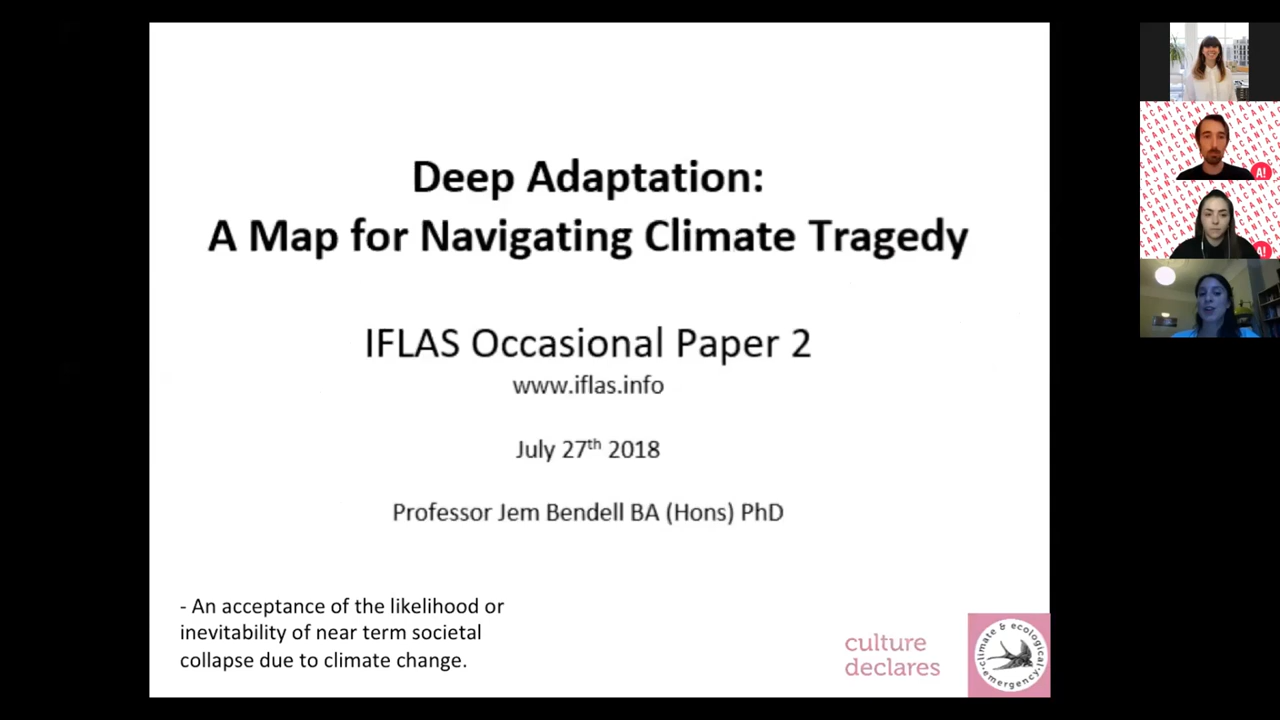 Deep Adaptation:
A Map for Navigating Climate Tragedy
IFLAS Occasional Paper 2
www.iflas.info
July 27th 2018
Professor Jem Bendell BA (Hons) PhD
- An acceptance of the likelihood or
inevitability of near term societal
collapse due to climate change.
culture
declares
climate & ecological
emergency
ACAN!
A!
A!